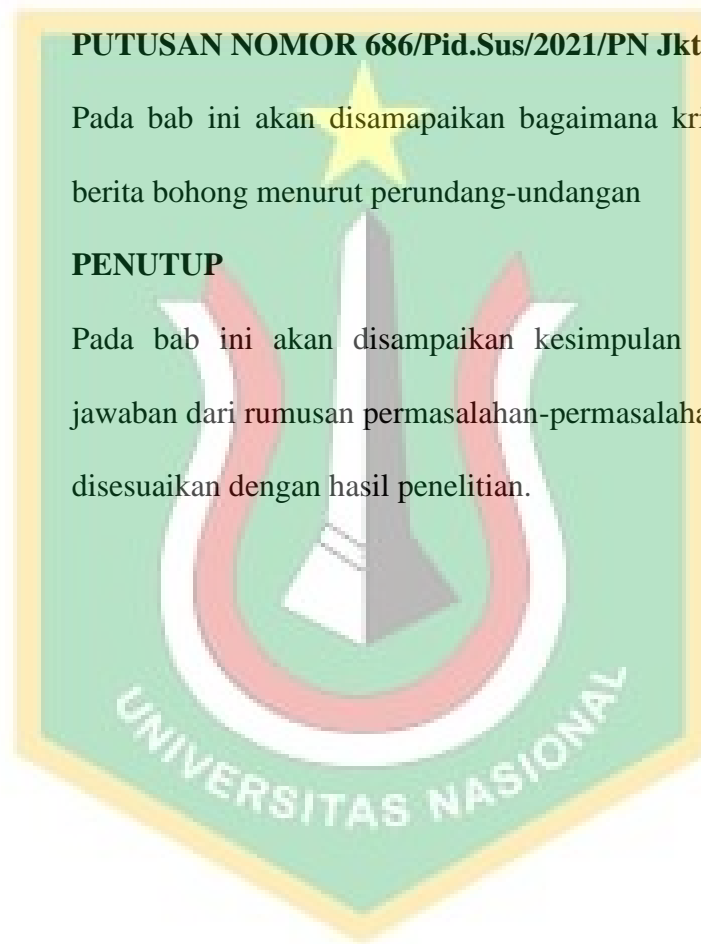 PUTUSAN NOMOR 686/Pid.Sus/2021/PN Jkt
Pada bab ini akan disamapaikan bagaimana kri
berita bohong menurut perundang-undangan
PENUTUP
Pada bab ini akan disampaikan kesimpulan
jawaban dari rumusan permasalahan-permasalaha
disesuaikan dengan hasil penelitian.
UNIVERSITAS NASIONAL